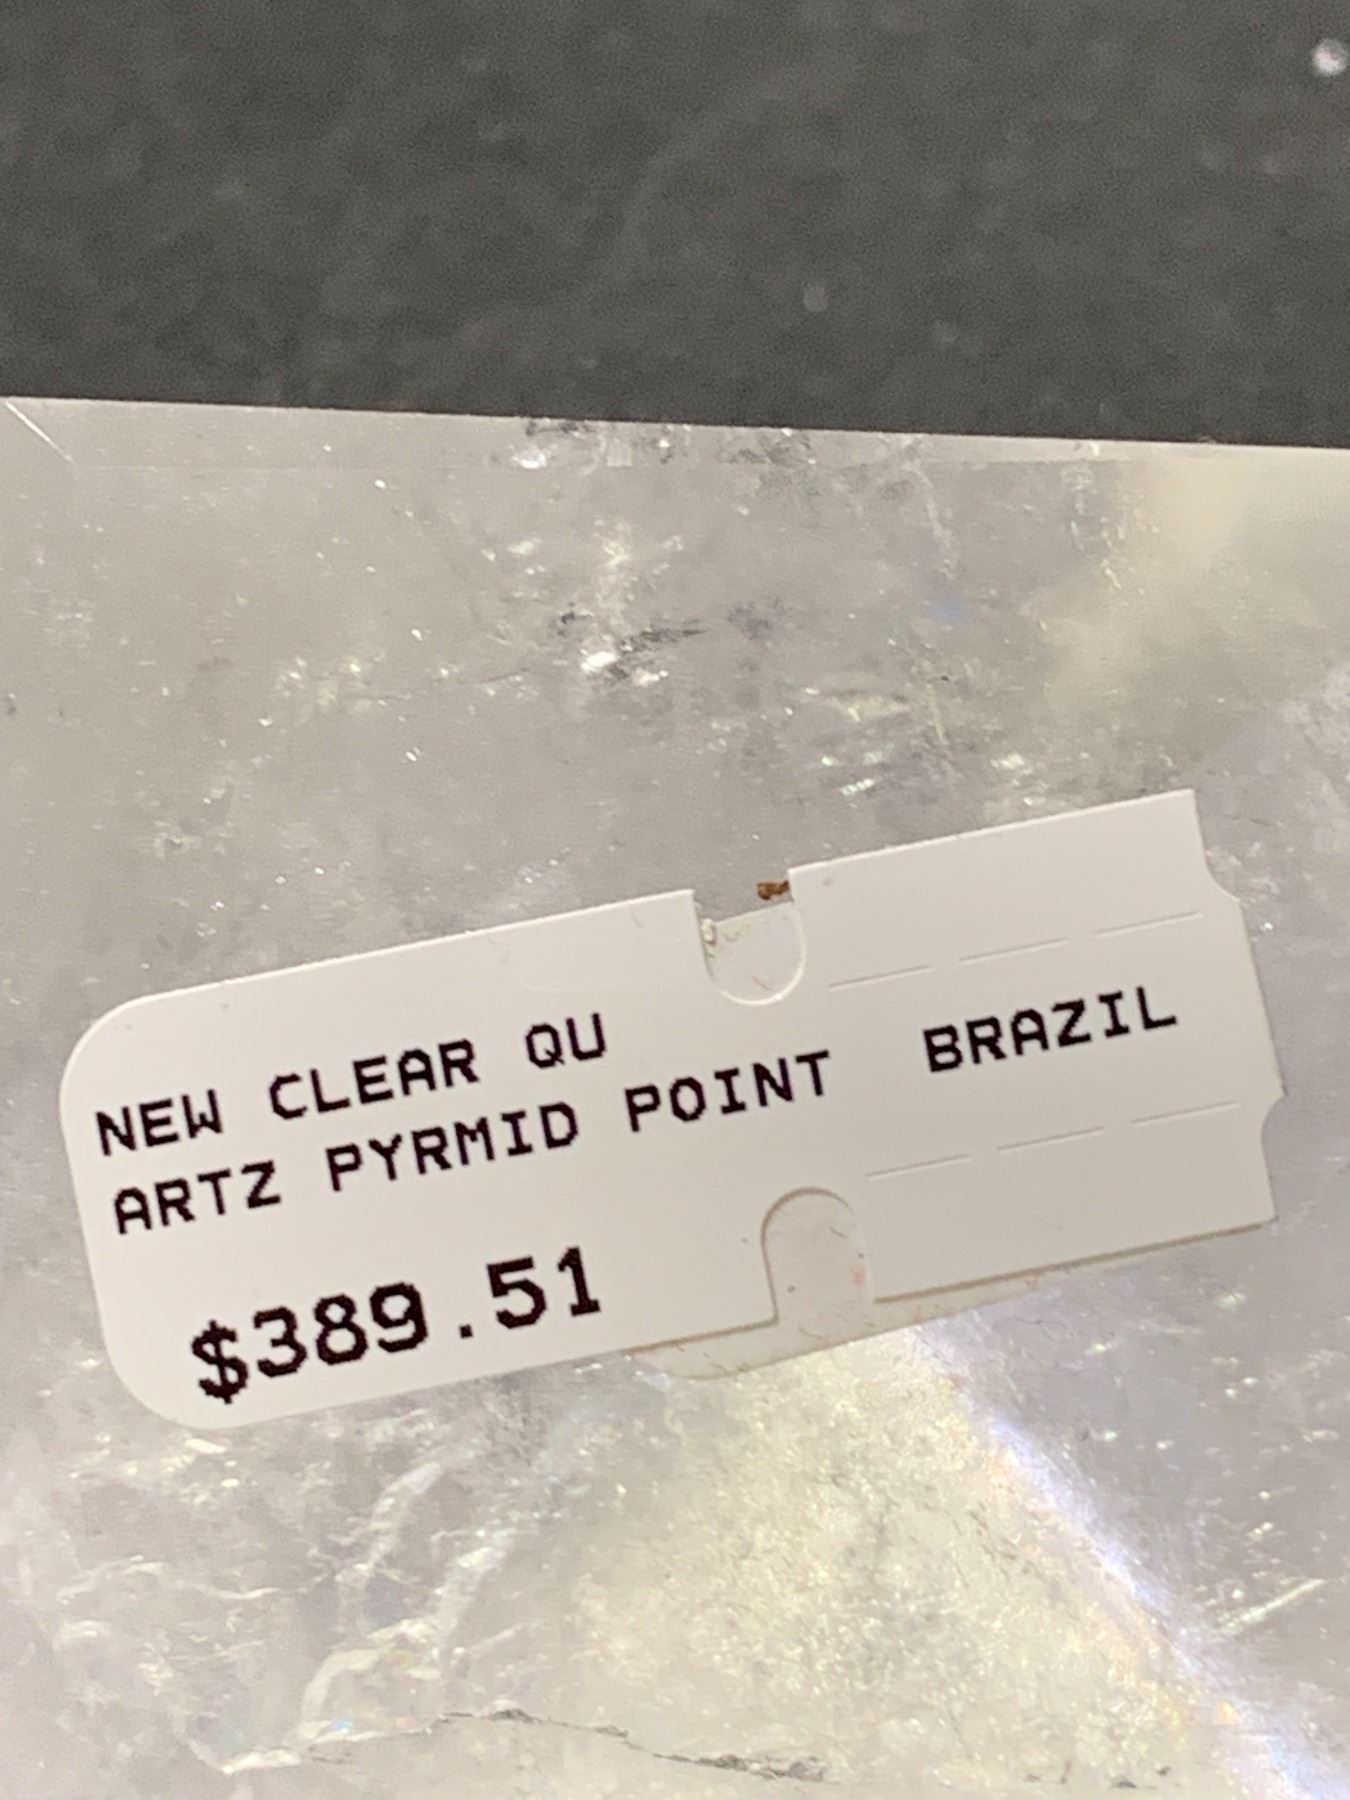 NEW CLEAR QU
ARTZ PYRMID POINT
$389.51
BRAZIL